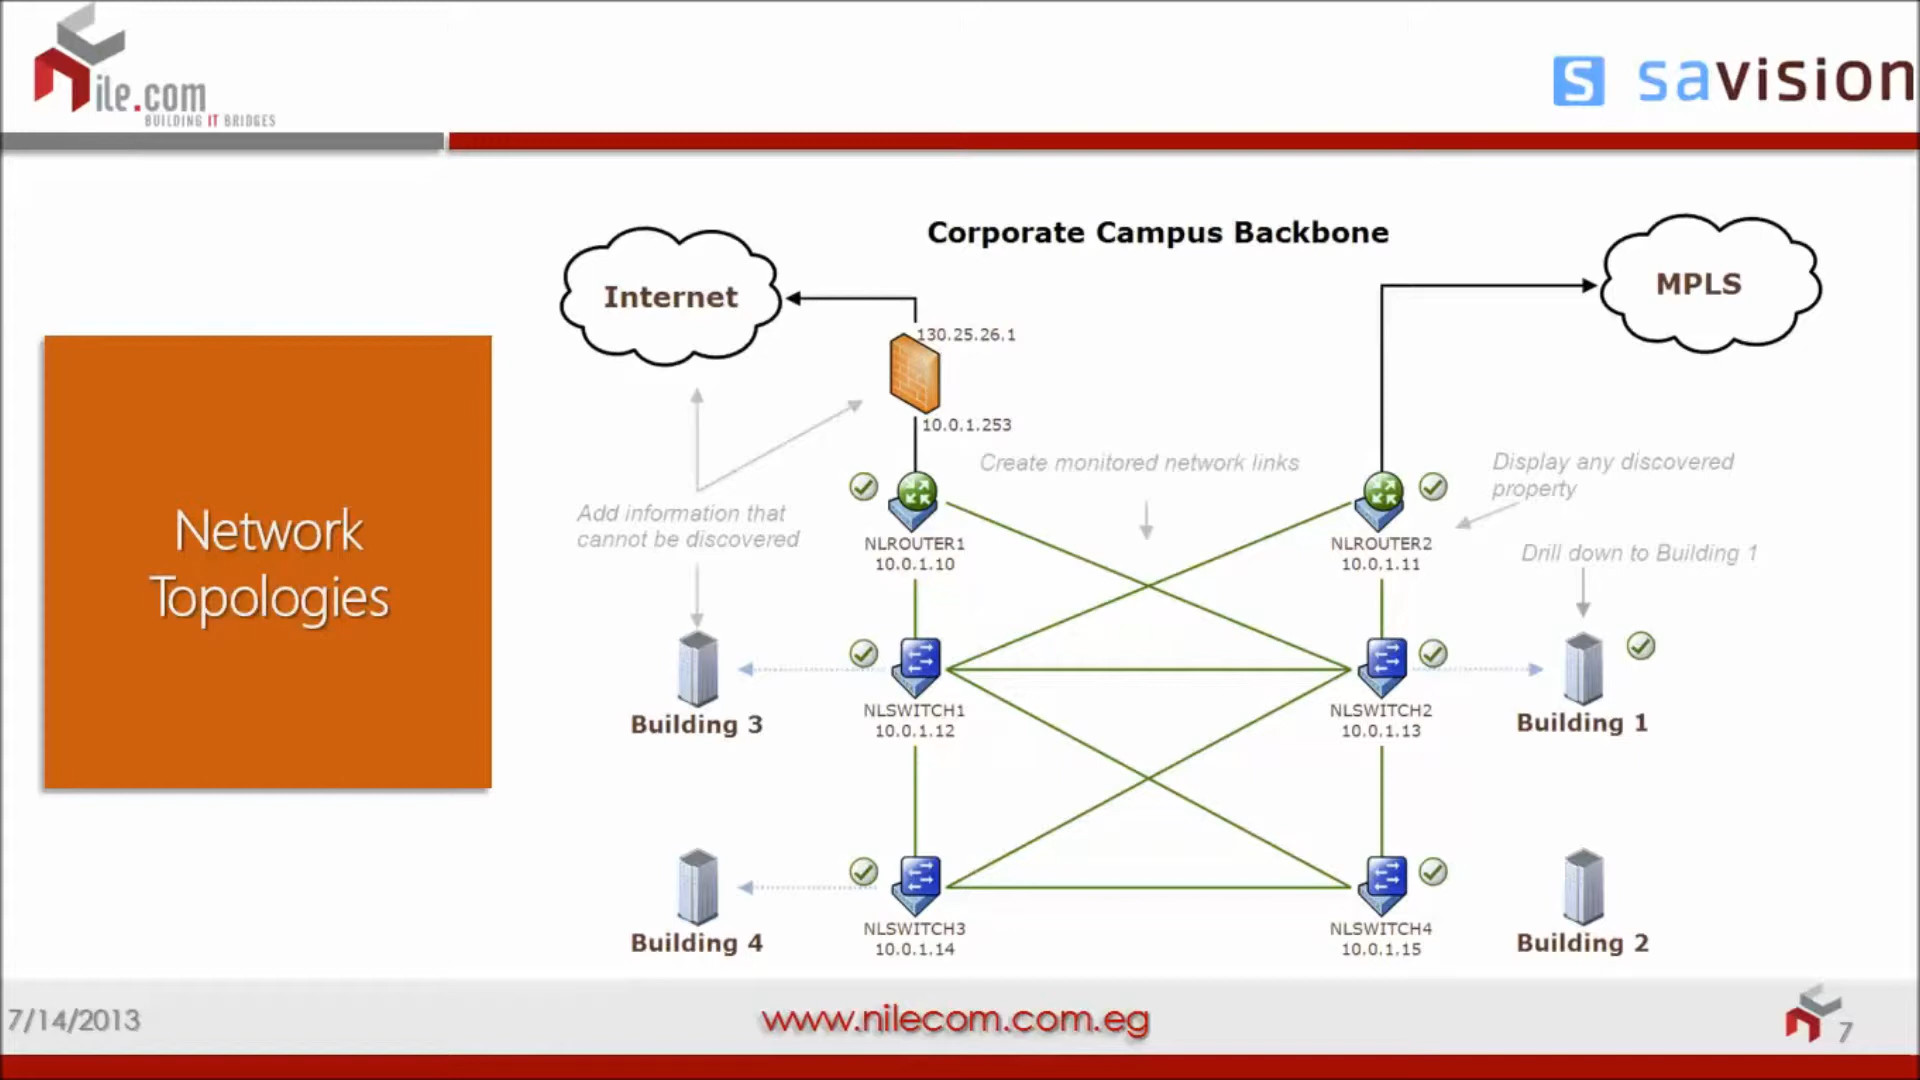 ile.com
BUILDING IT BRIDGES
S savision
Network
Topologies
Corporate Campus Backbone
Internet
MPLS
130.25.26.1
10.0.1.253
Create monitored network links
Display any discovered
property
Add information that
cannot be discovered
NLROUTER1
10.0.1.10
NLROUTER2
10.0.1.11
Drill down to Building 1
Building 3
NLSWITCH1
10.0.1.12
NLSWITCH2
10.0.1.13
Building 1
Building 4
NLSWITCH3
10.0.1.14
NLSWITCH4
10.0.1.15
Building 2
7/14/2013
www.nilecom.com.eg
7